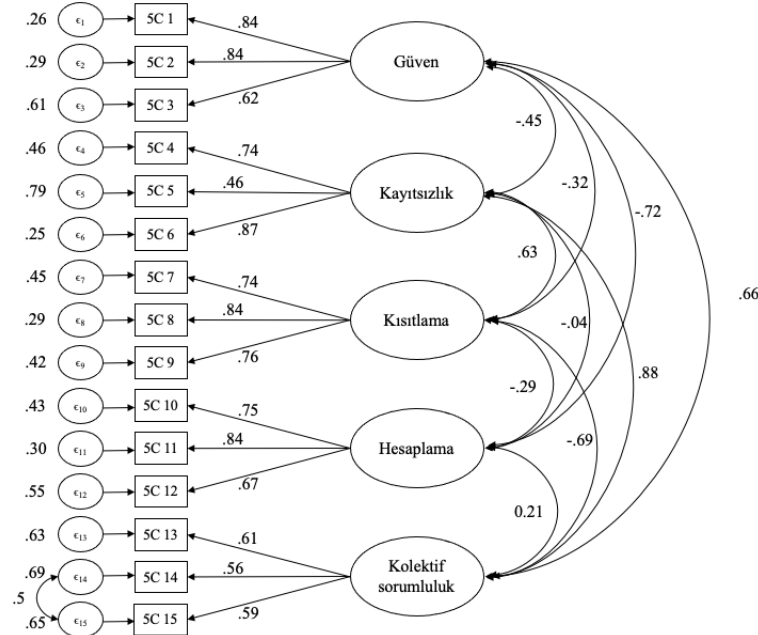 .26 ϵ1 5C 1 .84
.29 ϵ2 5C 2 .84 Güven
.61 ϵ3 5C 3 .62
-.45
.46 ϵ4 5C 4 .74
.79 ϵ5 5C 5 .46 Kayıtsızlık -.32
-.72
.25 ϵ6 5C 6 .87
.63
.45 ϵ7 5C 7 .74
.66
.29 ϵ8 5C 8 .84 Kısıtlama -.04
.42 ϵ9 5C 9 .76
.88
-.29
.43 ϵ10 5C 10 .75
.30 ϵ11 5C 11 .84 Hesaplama -.69
.55 ϵ12 5C 12 .67
0.21
.63 ϵ13 5C 13 .61
.69 ϵ14 5C 14 .56 Kolektif
sorumluluk
.5
.65 ϵ15 5C 15 .59